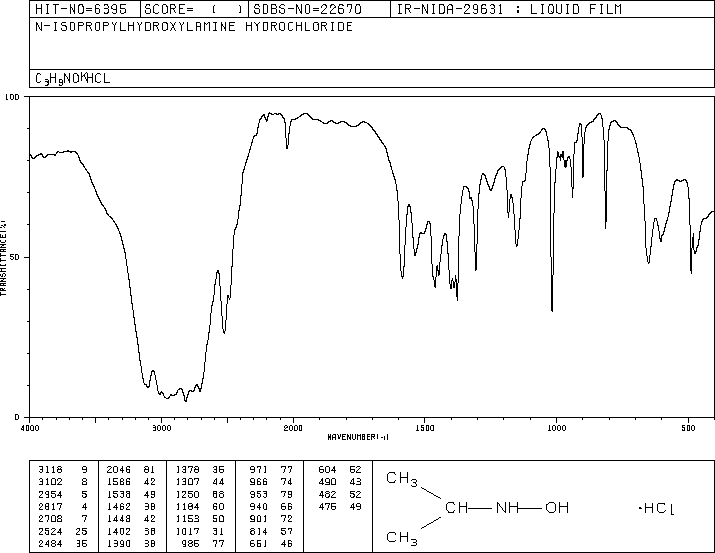 HIT-NO=6395 SCORE= ( ) SDBS-NO=22670 IR-NIDA-29631 : LIQUID FILM
N-ISOPROPYLHYDROXYLAMINE HYDROCHLORIDE
C3H9NO*HCL
100
50
0
TRANSMITTANCE(%)
4000 3000 2000 1500 1000 500
WAVENUMBER(-1)
3118 9 2046 81 1378 35 971 77 604 52
3102 8 1586 42 1307 44 966 74 490 43
2954 5 1538 49 1250 68 953 79 482 52
2817 4 1462 38 1184 60 940 66 476 49
2708 7 1448 42 1153 50 901 72
2524 25 1402 38 1017 31 814 57
2484 35 1390 38 985 77 651 46
CH3
CH NH OH ·HCl
CH3